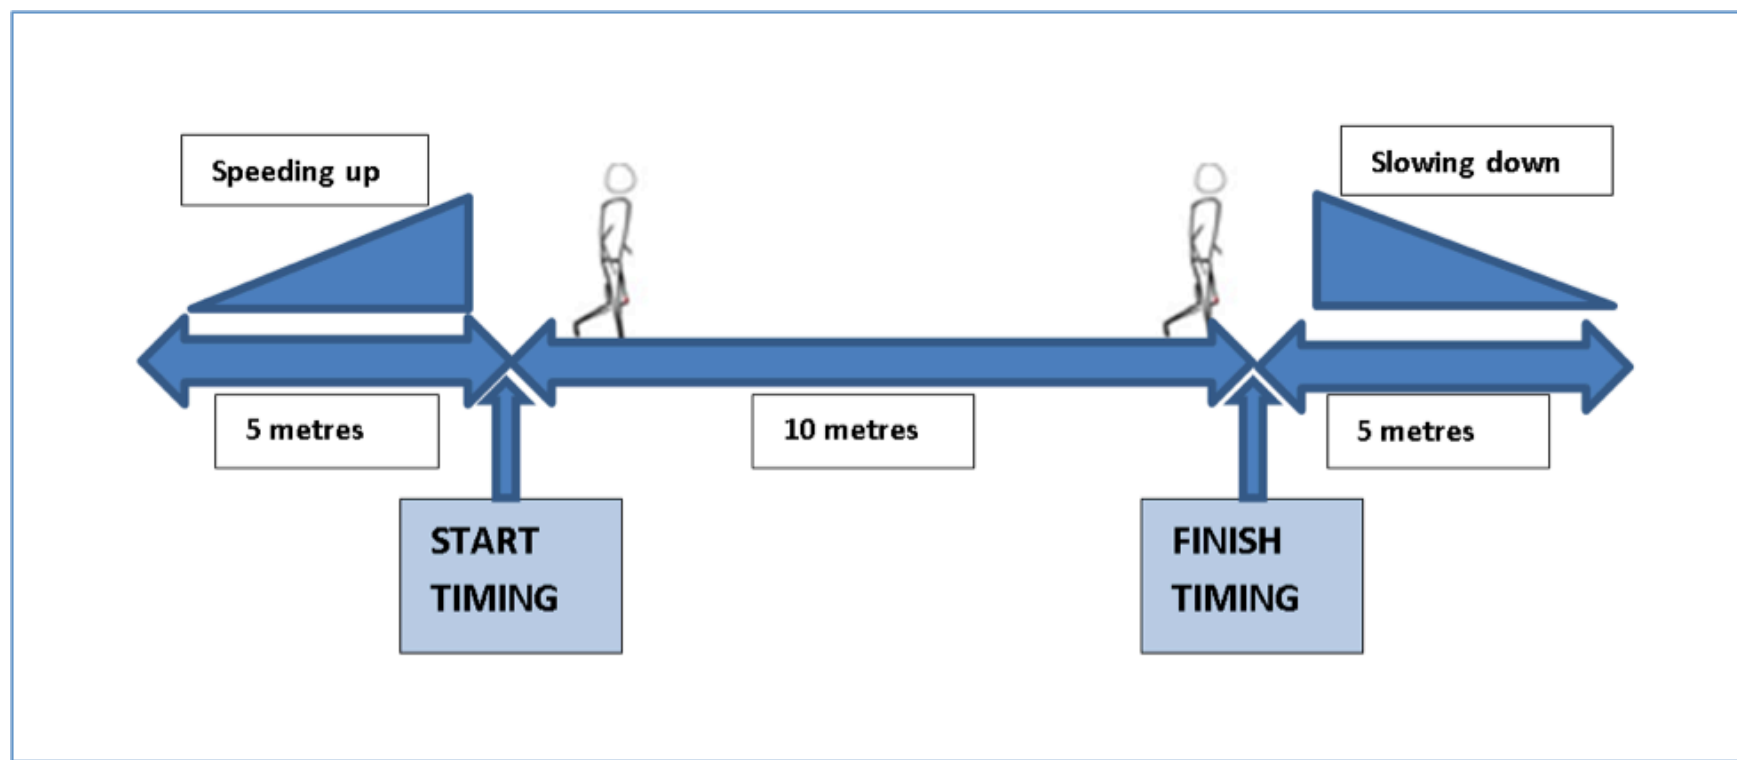 Speeding up
Slowing down
5 metres
10 metres
5 metres
START
TIMING
FINISH
TIMING